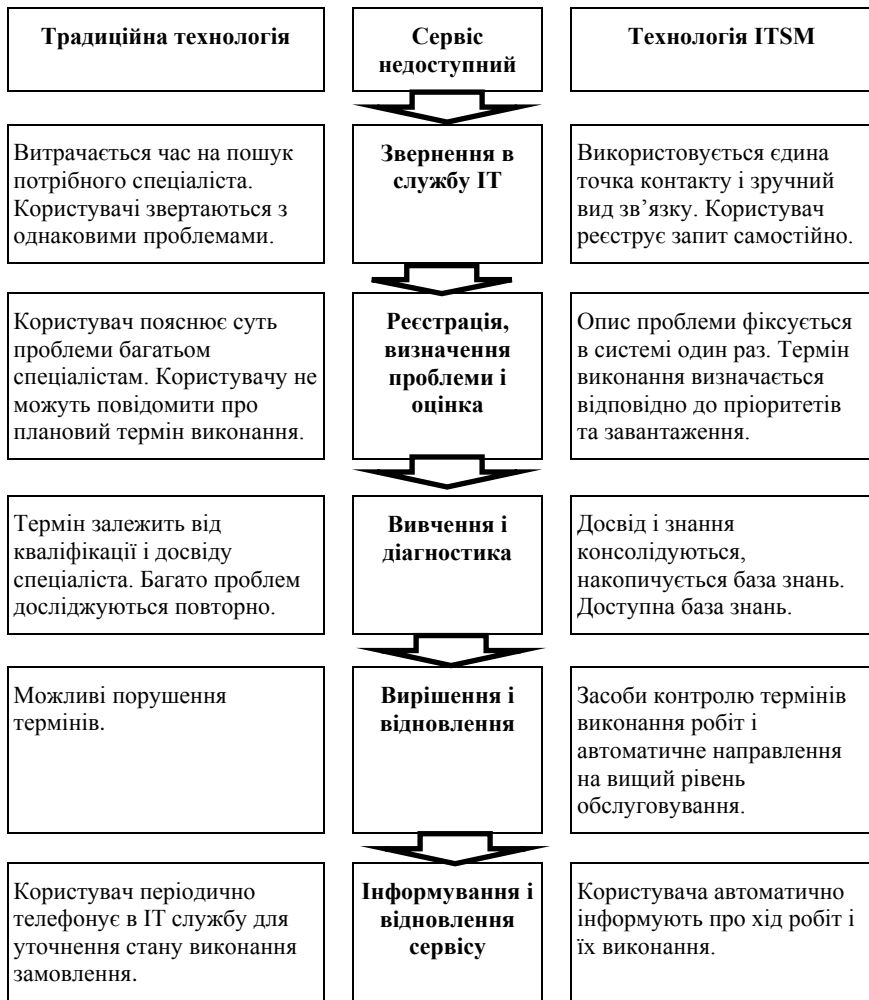 Традиційна технологія
Сервіс
недоступний
Технологія ITSM
Витрачається час на пошук
потрібного спеціаліста.
Користувачі звертаються з
однаковими проблемами.
Звернення в
службу ІТ
Використовується єдина
точка контакту і зручний
вид зв’язку. Користувач
реєструє запит самостійно.
Користувач пояснює суть
проблеми багатьом
спеціалістам. Користувачу не
можуть повідомити про
плановий термін виконання.
Реєстрація,
визначення
проблеми і
оцінка
Опис проблеми фіксується
в системі один раз. Термін
виконання визначається
відповідно до пріоритетів
та завантаження.
Термін залежить від
кваліфікації і досвіду
спеціаліста. Багато проблем
досліджуються повторно.
Вивчення і
діагностика
Досвід і знання
консолідуються,
накопичується база знань.
Доступна база знань.
Можливі порушення
термінів.
Вирішення і
відновлення
Засоби контролю термінів
виконання робіт і
автоматичне направлення
на вищий рівень
обслуговування.
Користувач періодично
телефонує в ІТ службу для
уточнення стану виконання
замовлення.
Інформування і
відновлення
сервісу
Користувача автоматично
інформують про хід робіт і
їх виконання.